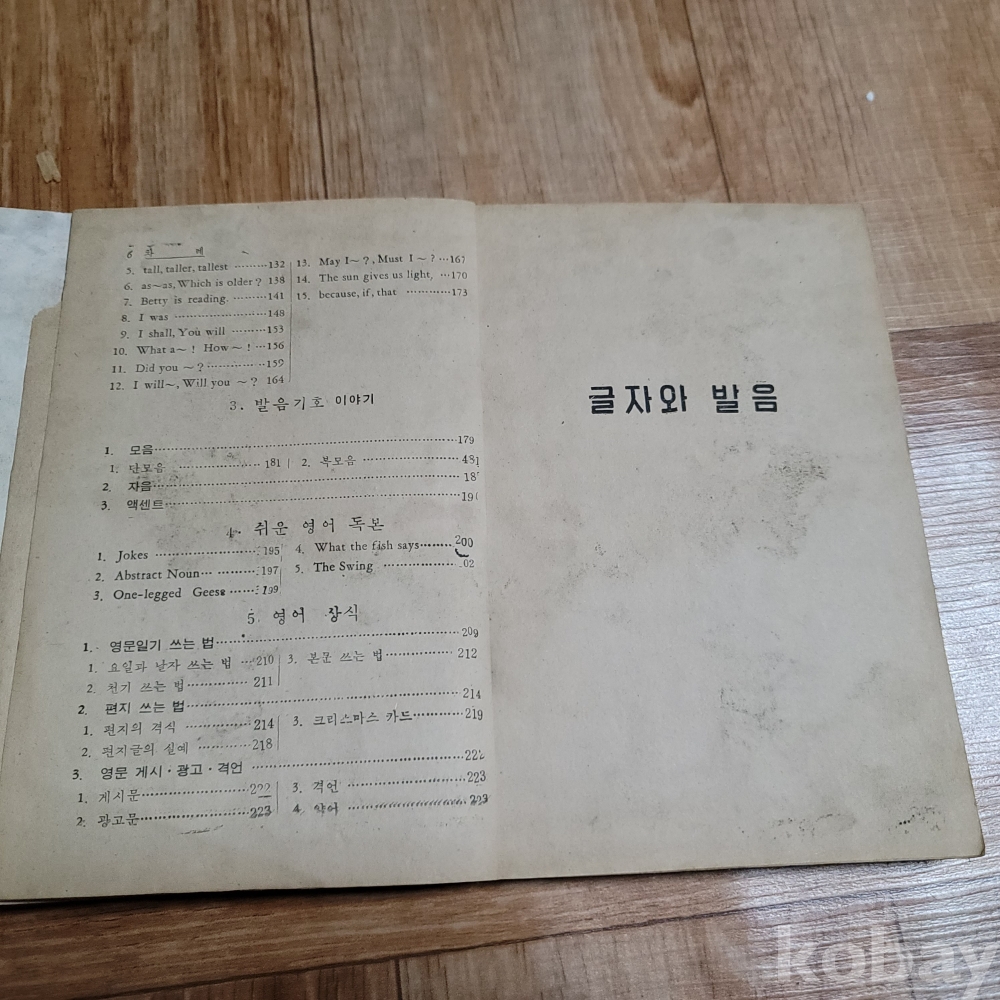 6 차 례
5. tall, taller, tallest ·········132
6. as~as, Which is older ? 138
7. Betty is reading. ·········141
8. I was ························148
9. I shall, You will ·········153
10. What a~ ! How~ ! ···156
11. Did you ~ ? ···············159
12. I will~, Will you ~ ? 164
13. May I~ ?, Must I ~ ? ···167
14. The sun gives us light, ···170
15. because, if, that ············173
3. 발음기호 이야기
1. 모음 ························179
1. 단모음 ··················181
2. 복모음 ··················
2. 자음 ························
3. 액센트 ························
4. 쉬운 영어 독본
1. Jokes ··················195
2. Abstract Noun··· ·········197
3. One-legged Geese ······199
4. What the fish says········200
5. The Swing ···············02
5. 영어 상식
1. 영문일기 쓰는 법 ························209
1. 요일과 날자 쓰는 법 ···210
2. 천기 쓰는 법 ···············211
3. 본문 쓰는 법 ···············212
2. 편지 쓰는 법 ························214
1. 편지의 격식 ···············214
2. 편지글의 실예 ············218
3. 크리스마스 카드 ············219
3. 영문 게시·광고·격언 ························222
1. 게시문 ··················222
2. 광고문 ··················223
3. 격언 ··················223
4. 약어 ··················223
글자와 발음
kobay